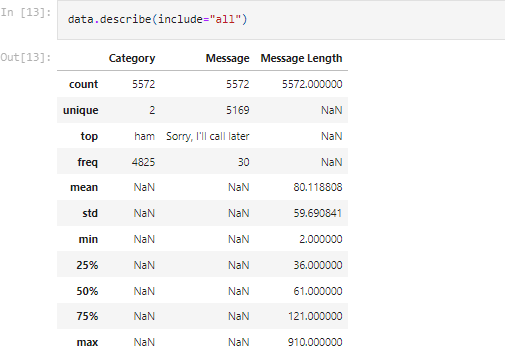 In [13]: data.describe(include="all")
Out[13]:
Category Message Message Length
count 5572 5572 5572.000000
unique 2 5169 NaN
top ham Sorry, I'll call later NaN
freq 4825 30 NaN
mean NaN NaN 80.118808
std NaN NaN 59.690841
min NaN NaN 2.000000
25% NaN NaN 36.000000
50% NaN NaN 61.000000
75% NaN NaN 121.000000
max NaN NaN 910.000000